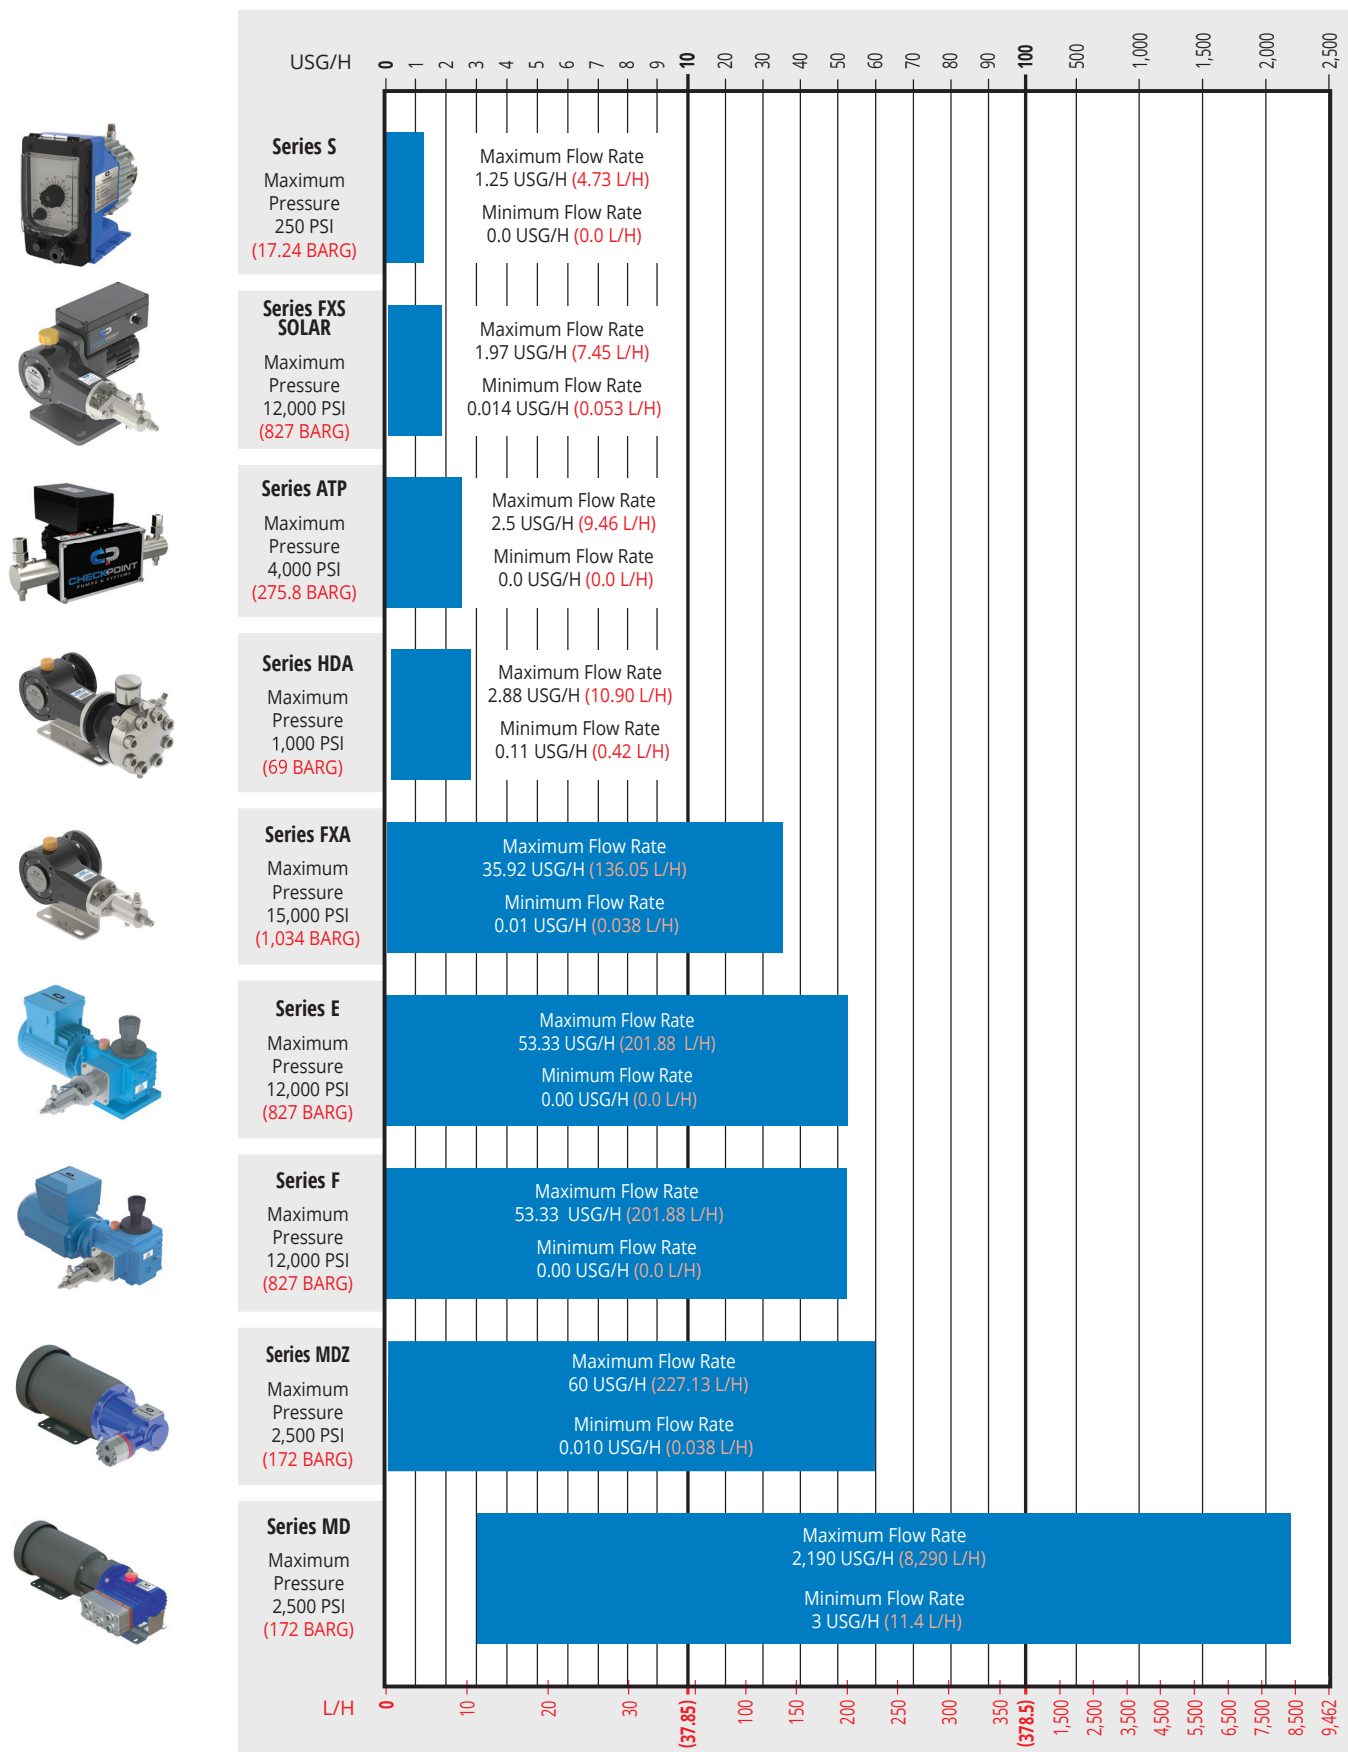 USG/H 0 1 2 3 4 5 6 7 8 9 10 20 30 40 50 60 70 80 90 100 500 1,000 1,500 2,000 2,500
Series S
Maximum
Pressure
250 PSI
(17.24 BARG)
Maximum Flow Rate
1.25 USG/H (4.73 L/H)
Minimum Flow Rate
0.0 USG/H (0.0 L/H)
Series FXS
SOLAR
Maximum
Pressure
12,000 PSI
(827 BARG)
Maximum Flow Rate
1.97 USG/H (7.45 L/H)
Minimum Flow Rate
0.014 USG/H (0.053 L/H)
CHECKPOINT
PUMPS & SYSTEMS
Series ATP
Maximum
Pressure
4,000 PSI
(275.8 BARG)
Maximum Flow Rate
2.5 USG/H (9.46 L/H)
Minimum Flow Rate
0.0 USG/H (0.0 L/H)
Series HDA
Maximum
Pressure
1,000 PSI
(69 BARG)
Maximum Flow Rate
2.88 USG/H (10.90 L/H)
Minimum Flow Rate
0.11 USG/H (0.42 L/H)
Series FXA
Maximum
Pressure
15,000 PSI
(1,034 BARG)
Maximum Flow Rate
35.92 USG/H (136.05 L/H)
Minimum Flow Rate
0.01 USG/H (0.038 L/H)
Series E
Maximum
Pressure
12,000 PSI
(827 BARG)
Maximum Flow Rate
53.33 USG/H (201.88 L/H)
Minimum Flow Rate
0.00 USG/H (0.0 L/H)
Series F
Maximum
Pressure
12,000 PSI
(827 BARG)
Maximum Flow Rate
53.33 USG/H (201.88 L/H)
Minimum Flow Rate
0.00 USG/H (0.0 L/H)
Series MDZ
Maximum
Pressure
2,500 PSI
(172 BARG)
Maximum Flow Rate
60 USG/H (227.13 L/H)
Minimum Flow Rate
0.010 USG/H (0.038 L/H)
Series MD
Maximum
Pressure
2,500 PSI
(172 BARG)
Maximum Flow Rate
2,190 USG/H (8,290 L/H)
Minimum Flow Rate
3 USG/H (11.4 L/H)
L/H 0 10 20 30 (37.85) 100 150 200 250 300 350 (378.5) 1,500 2,500 3,500 4,500 5,500 6,500 7,500 8,500 9,462